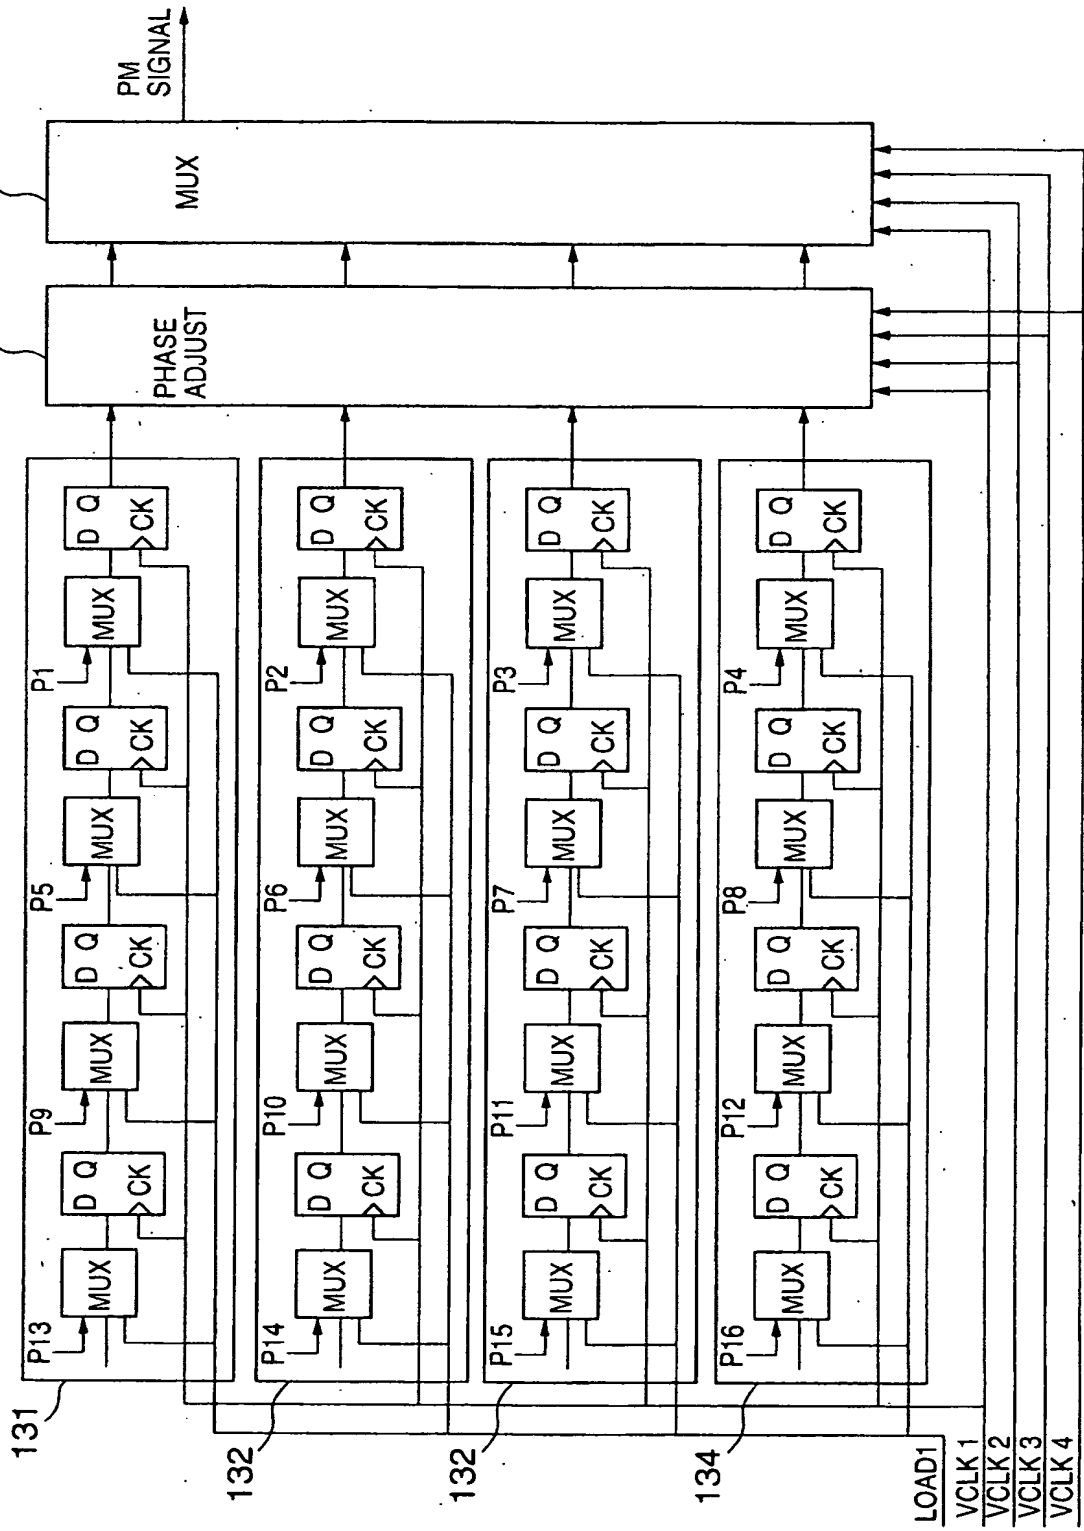 PM
SIGNAL
MUX
PHASE
ADJUST
131
P13
MUX
D Q
CK
P9
MUX
D Q
CK
P5
MUX
D Q
CK
P1
MUX
D Q
CK
132
P14
MUX
D Q
CK
P10
MUX
D Q
CK
P6
MUX
D Q
CK
P2
MUX
D Q
CK
132
P15
MUX
D Q
CK
P11
MUX
D Q
CK
P7
MUX
D Q
CK
P3
MUX
D Q
CK
134
P16
MUX
D Q
CK
P12
MUX
D Q
CK
P8
MUX
D Q
CK
P4
MUX
D Q
CK
LOAD1
VCLK 1
VCLK 2
VCLK 3
VCLK 4